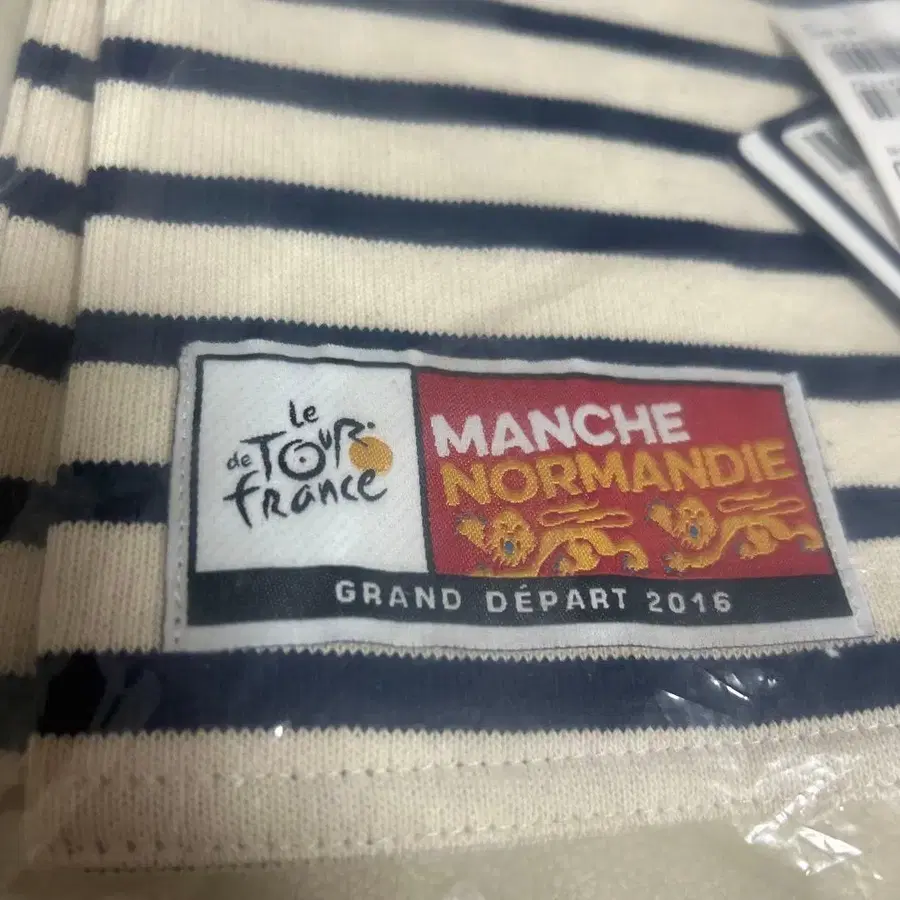 le
de TOUR
france
MANCHE
NORMANDIE
GRAND DÉPART 2016